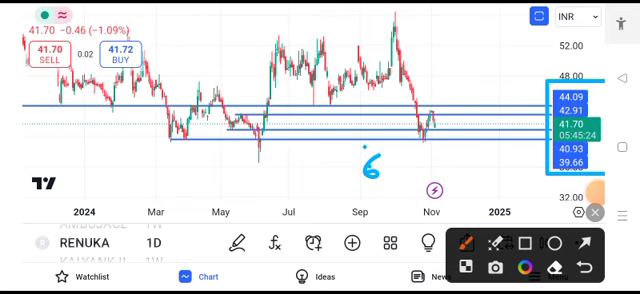 INR
41.70 −0.46 (−1.09%)
41.70
SELL
0.02
41.72
BUY
52.00
48.00
44.09
42.91
41.70
05:45:24
40.93
39.66
32.00
6
2024
Mar
May
Jul
Sep
Nov
2025
RENUKA
1D
Watchlist
Chart
Ideas
News
Menu